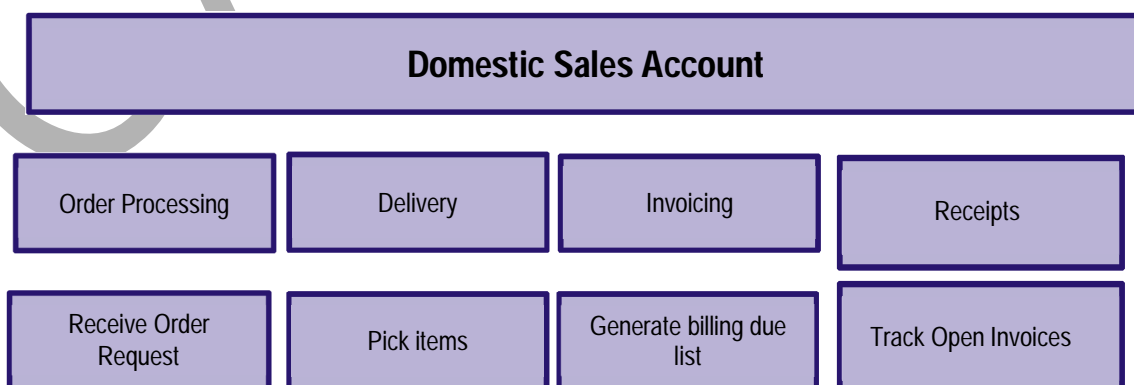 Domestic Sales Account
Order Processing
Delivery
Invoicing
Receipts
Receive Order
Request
Pick items
Generate billing due
list
Track Open Invoices